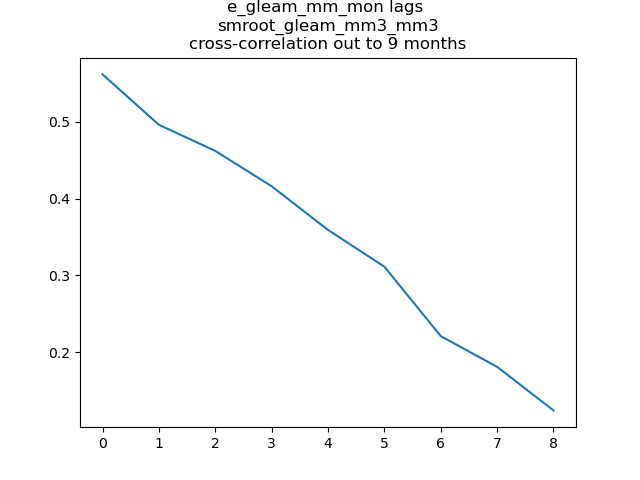 e_gleam_mm_mon lags
smroot_gleam_mm3_mm3
cross-correlation out to 9 months
0.5
0.4
0.3
0.2
0 1 2 3 4 5 6 7 8